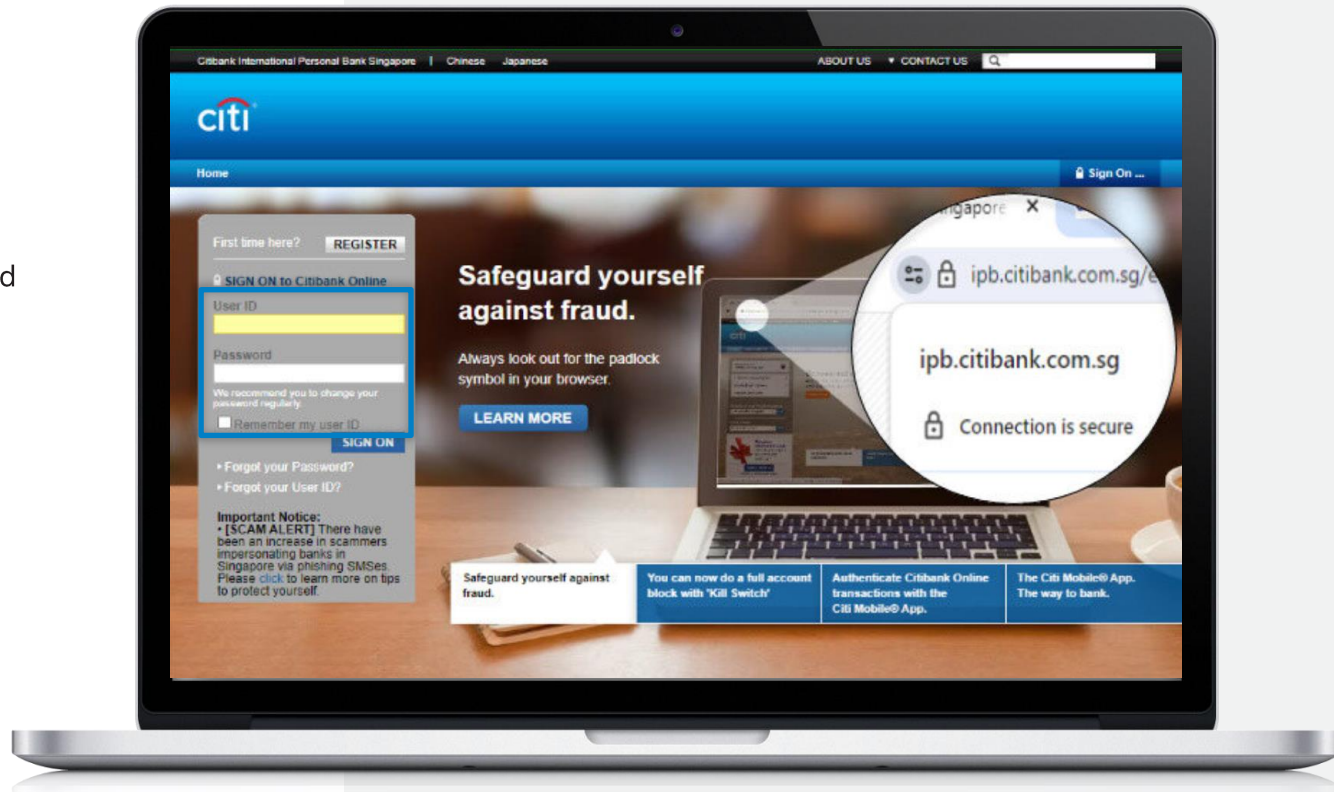 d
Citibank International Personal Bank Singapore | Chinese Japanese
ABOUT US ▼ CONTACT US
citi
Home
Sign On ...
First time here? REGISTER
SIGN ON to Citibank Online
User ID
Password
We recommend you to change your
password regularly.
Remember my user ID
SIGN ON
Forgot your Password?
Forgot your User ID?
Important Notice:
• [SCAM ALERT] There have
been an increase in scammers
impersonating banks in
Singapore via phishing SMSes.
Please click to learn more on tips
to protect yourself.
Safeguard yourself
against fraud.
Always look out for the padlock
symbol in your browser.
LEARN MORE
ngapore X
ipb.citibank.com.sg/e
ipb.citibank.com.sg
Connection is secure
Safeguard yourself against
fraud.
You can now do a full account
block with 'Kill Switch'
Authenticate Citibank Online
transactions with the
Citi Mobile® App.
The Citi Mobile® App.
The way to bank.